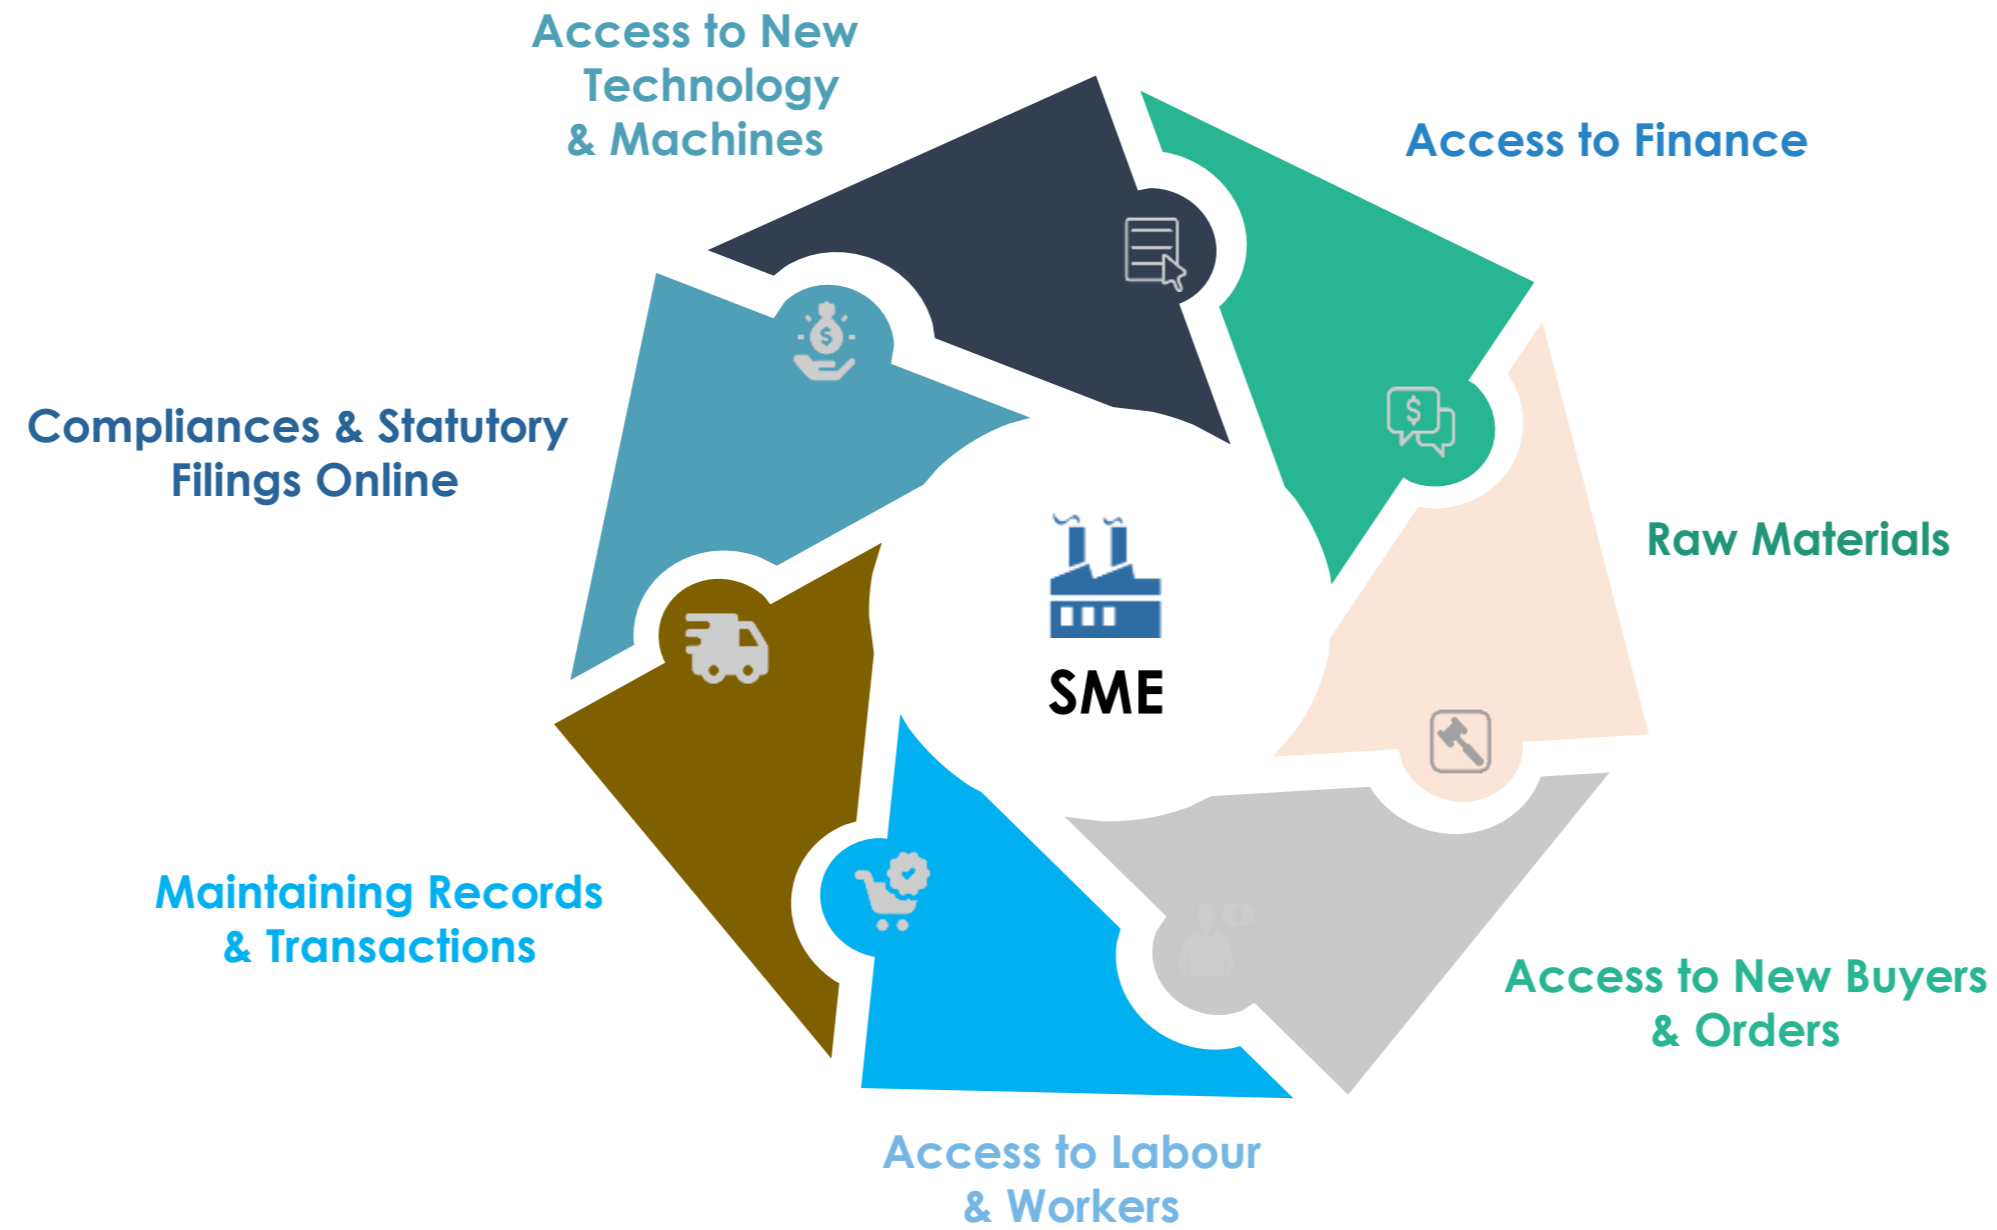 Access to New
Technology
& Machines
Access to Finance
Compliances & Statutory
Filings Online
Raw Materials
SME
Maintaining Records
& Transactions
Access to New Buyers
& Orders
Access to Labour
& Workers